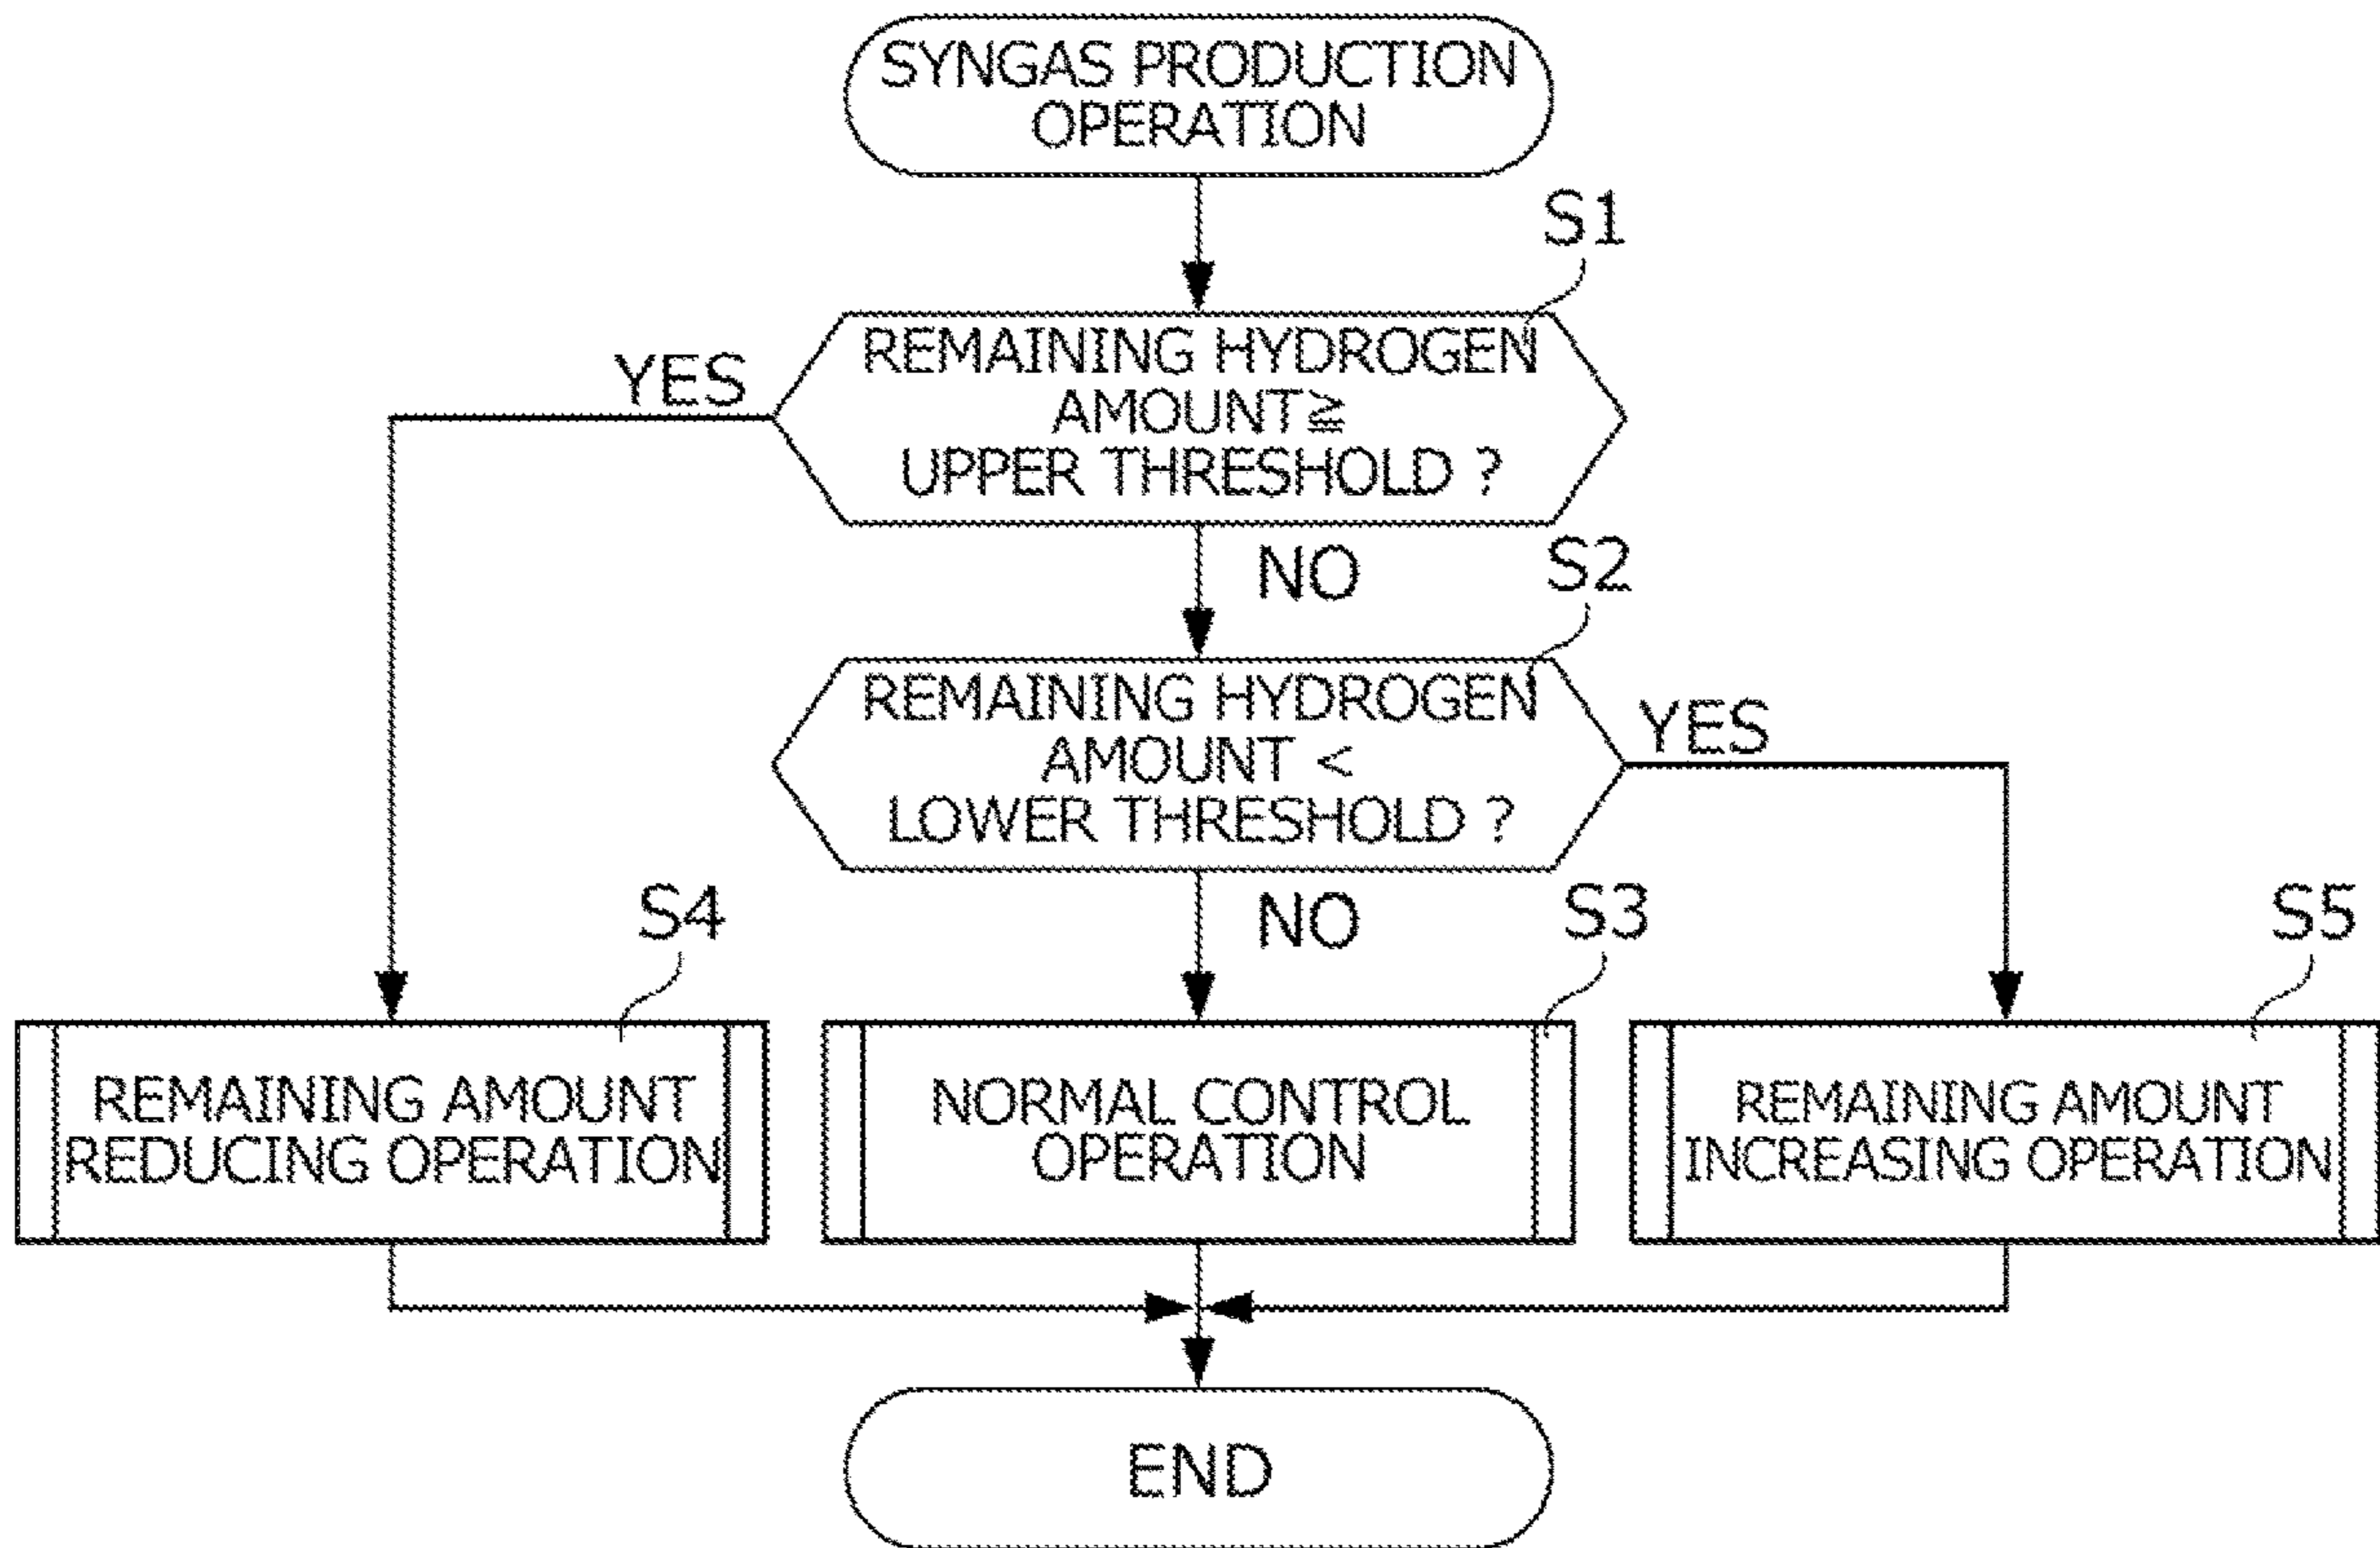 SYNGAS PRODUCTION
OPERATION
S1
REMAINING HYDROGEN
AMOUNT≧
UPPER THRESHOLD ?
YES
NO
S2
REMAINING HYDROGEN
AMOUNT <
LOWER THRESHOLD ?
YES
NO
S4
S3
S5
REMAINING AMOUNT
REDUCING OPERATION
NORMAL CONTROL
OPERATION
REMAINING AMOUNT
INCREASING OPERATION
END